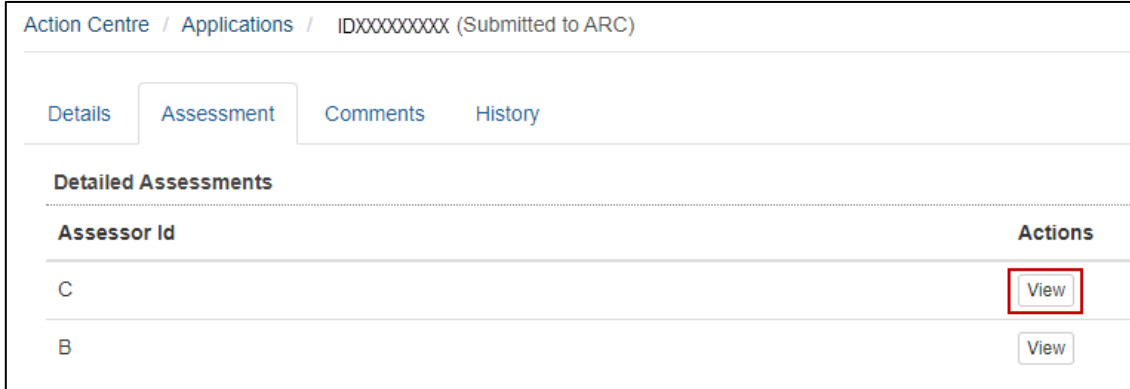 Action Centre / Applications / IDXXXXXXXXX (Submitted to ARC)
Details Assessment Comments History
Detailed Assessments
Assessor Id Actions
C View
B View